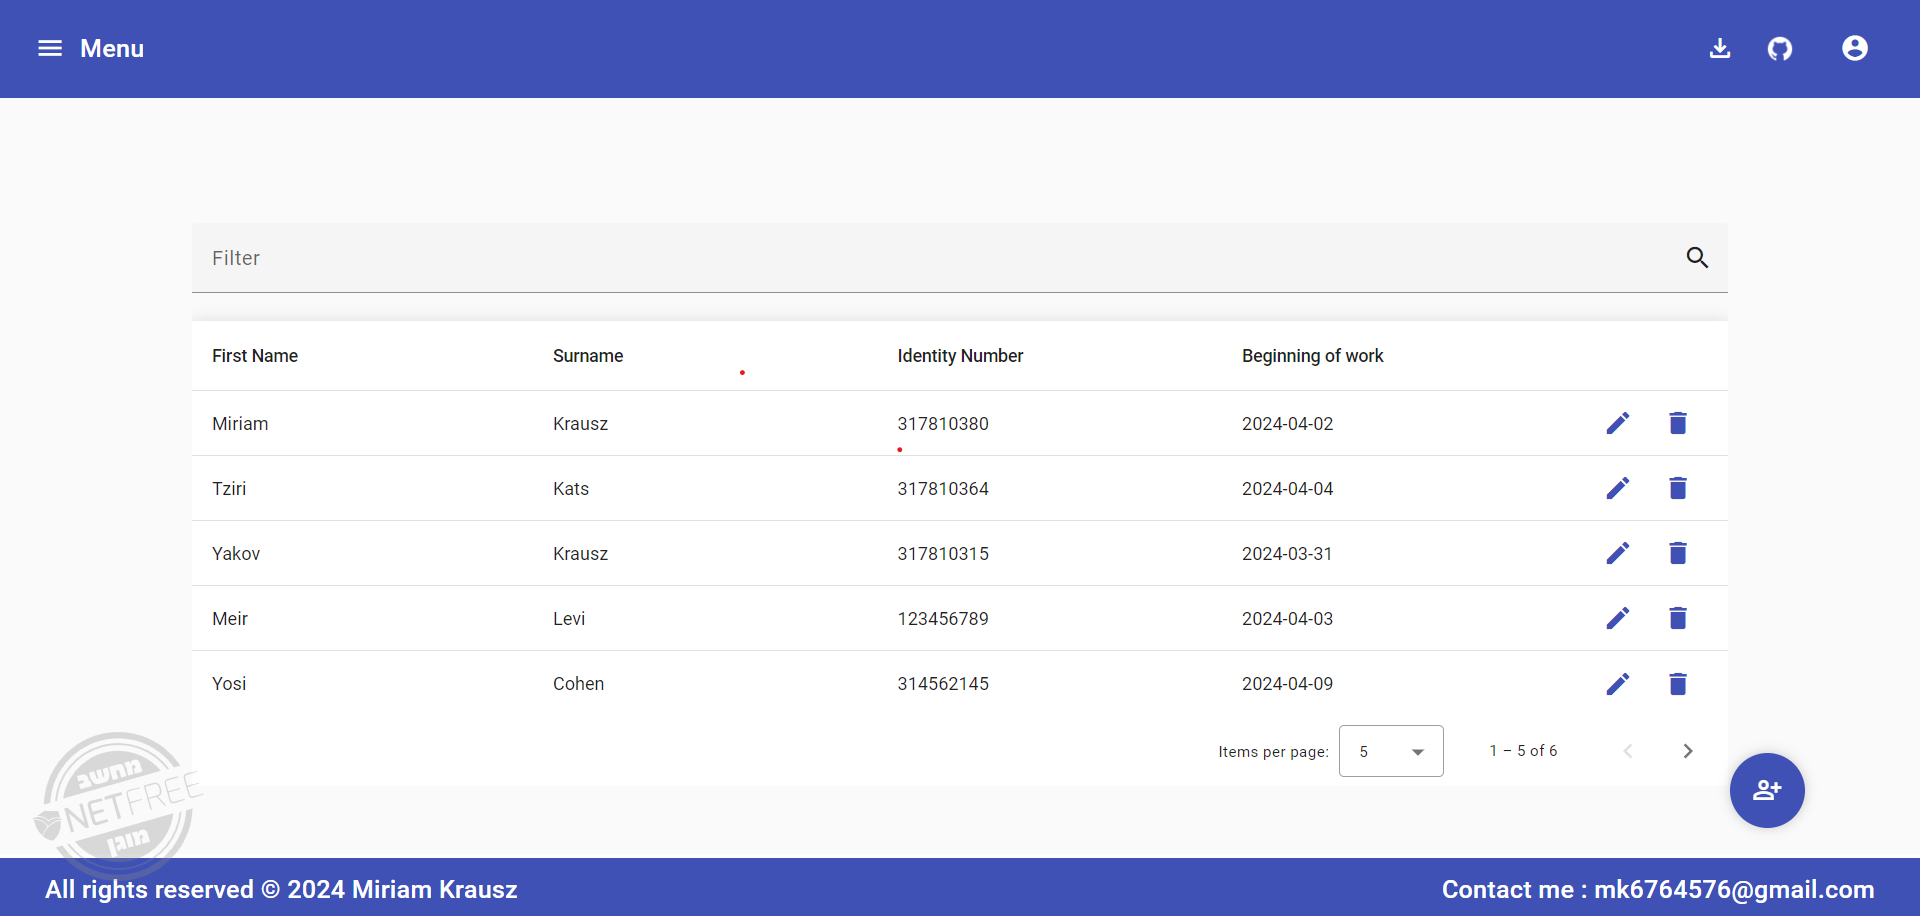 Menu
Filter
First Name Surname Identity Number Beginning of work
Miriam Krausz 317810380 2024-04-02
Tziri Kats 317810364 2024-04-04
Yakov Krausz 317810315 2024-03-31
Meir Levi 123456789 2024-04-03
Yosi Cohen 314562145 2024-04-09
Items per page: 5 1 – 5 of 6
מחשב
NETFREE
מוגן
All rights reserved © 2024 Miriam Krausz Contact me : mk6764576@gmail.com